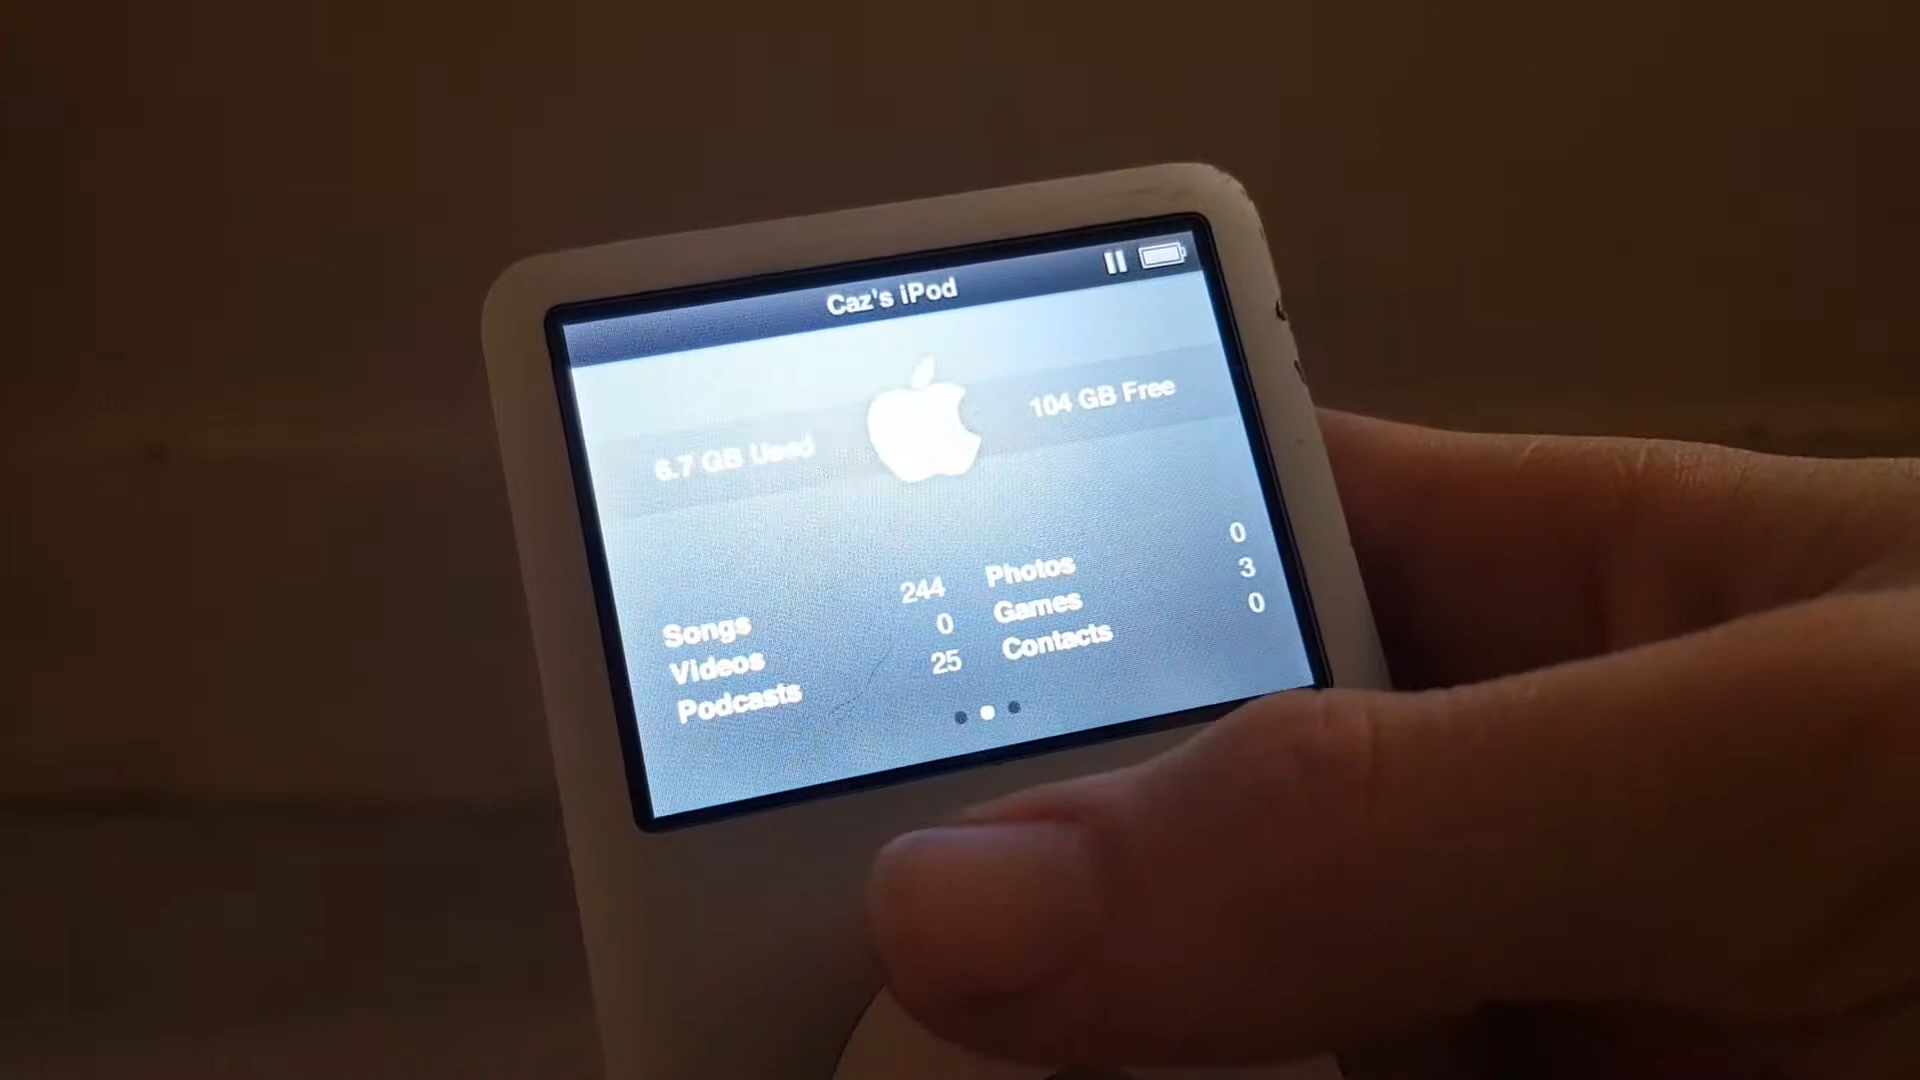 Caz's iPod
6.7 GB Used
104 GB Free
Songs 244
Videos 0
Podcasts 25
Photos 0
Games 3
Contacts 0